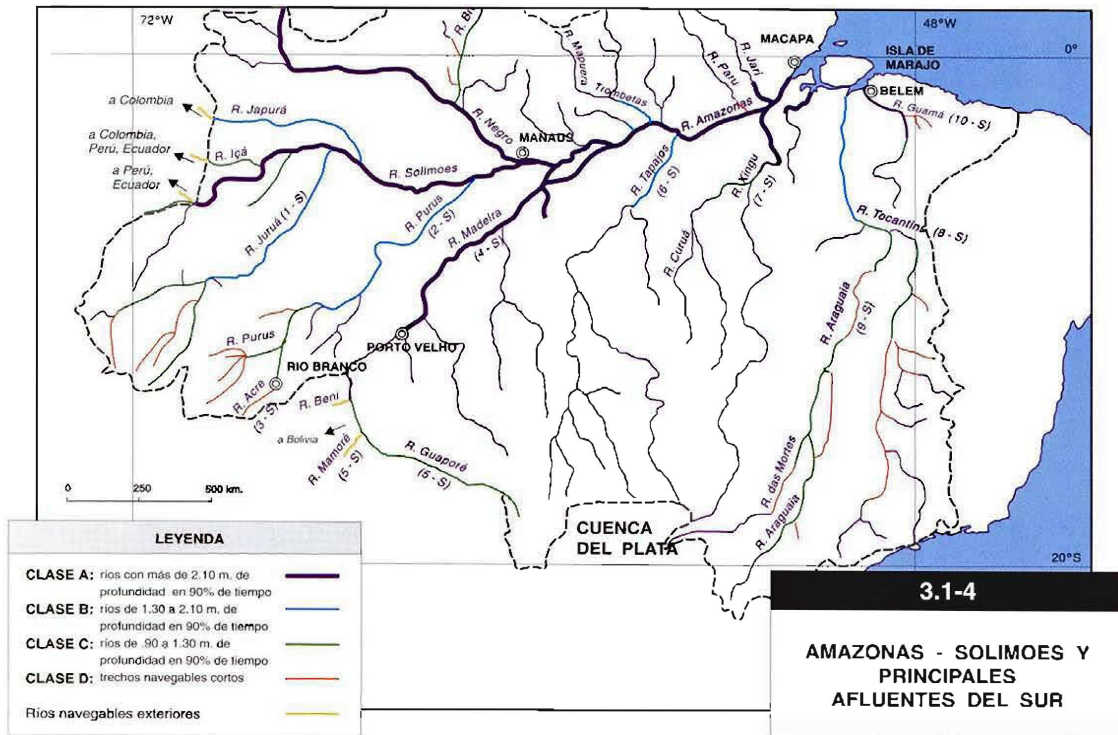 72°W
48°W
0°
20°S
MACAPA
ISLA DE
MARAJO
BELEM
R. Guamá (10 - S)
R. Jari
R. Paru
R. Mapuera
Trombetas
R. Amazonas
R. Negro
MANAUS
a Colombia
R. Japurá
a Colombia,
Perú, Ecuador
R. Içá
a Perú,
Ecuador
R. Solimoes
R. Juruá (1 - S)
R. Purus
(2 - S)
R. Madeira
(4 - S)
R. Tapajos
(6 - S)
R. Xingu
(7 - S)
R. Curuá
R. Tocantins (8 - S)
R. Araguaia
(9 - S)
R. Purus
PORTO VELHO
RIO BRANCO
R. Acre
(3 - S)
R. Beni
a Bolivia
R. Mamoré
(5 - S)
R. Guaporé
(5 - S)
R. das Mortes
R. Araguaia
CUENCA
DEL PLATA
0 250 500 km.
LEYENDA
CLASE A: ríos con más de 2.10 m. de
profundidad en 90% de tiempo
CLASE B: ríos de 1.30 a 2.10 m. de
profundidad en 90% de tiempo
CLASE C: ríos de .90 a 1.30 m. de
profundidad en 90% de tiempo
CLASE D: trechos navegables cortos
Ríos navegables exteriores
3.1-4
AMAZONAS - SOLIMOES Y
PRINCIPALES
AFLUENTES DEL SUR